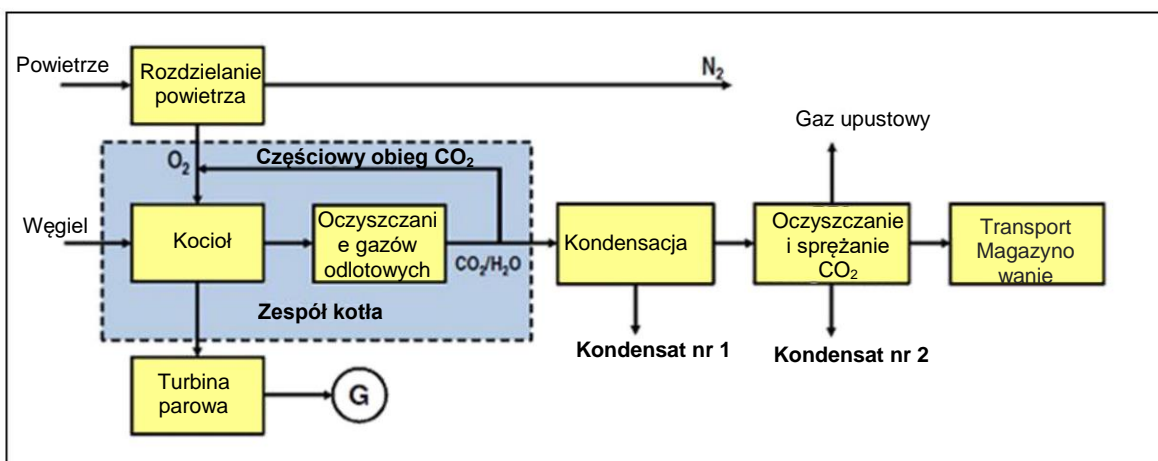 Powietrze
Rozdzielanie
powietrza
N₂
Gaz upustowy
O₂
Częściowy obieg CO₂
Węgiel
Kocioł
Oczyszczani
e gazów
odlotowych
CO₂/H₂O
Kondensacja
Oczyszczanie
i sprężanie
CO₂
Transport
Magazyno
wanie
Zespół kotła
Kondensat nr 1
Kondensat nr 2
Turbina
parowa
G